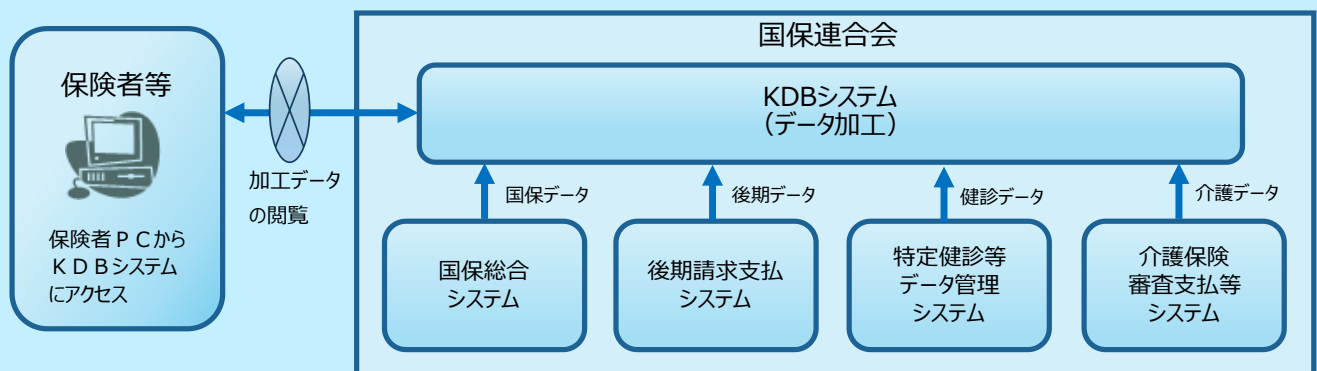 国保連合会
保険者等
KDBシステム
（データ加工）
加工データ
の閲覧
保険者ＰＣから
ＫＤＢシステム
にアクセス
国保データ
後期データ
健診データ
介護データ
国保総合
システム
後期請求支払
システム
特定健診等
データ管理
システム
介護保険
審査支払等
システム